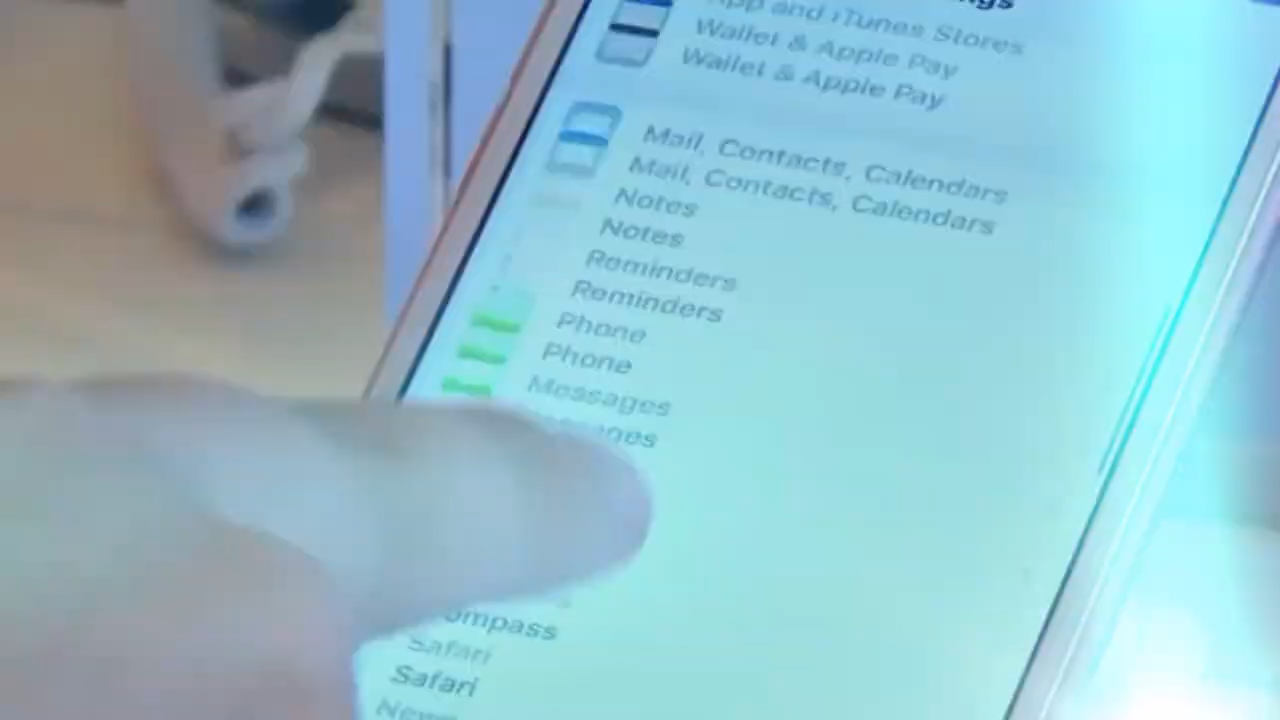 App and iTunes Stores
Wallet & Apple Pay
Wallet & Apple Pay
Mail, Contacts, Calendars
Mail, Contacts, Calendars
Notes
Notes
Reminders
Reminders
Phone
Phone
Messages
Safari
Safari